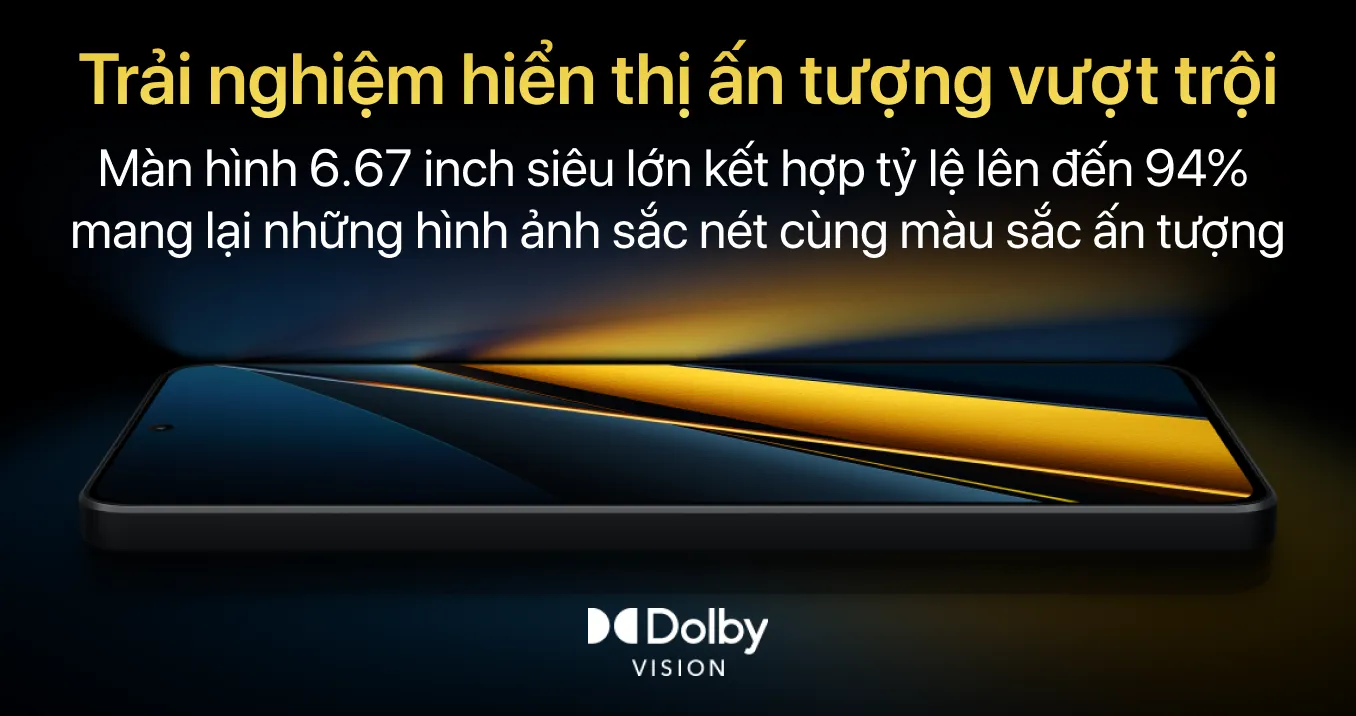 Trải nghiệm hiển thị ấn tượng vượt trội
Màn hình 6.67 inch siêu lớn kết hợp tỷ lệ lên đến 94%
mang lại những hình ảnh sắc nét cùng màu sắc ấn tượng
Dolby
VISION